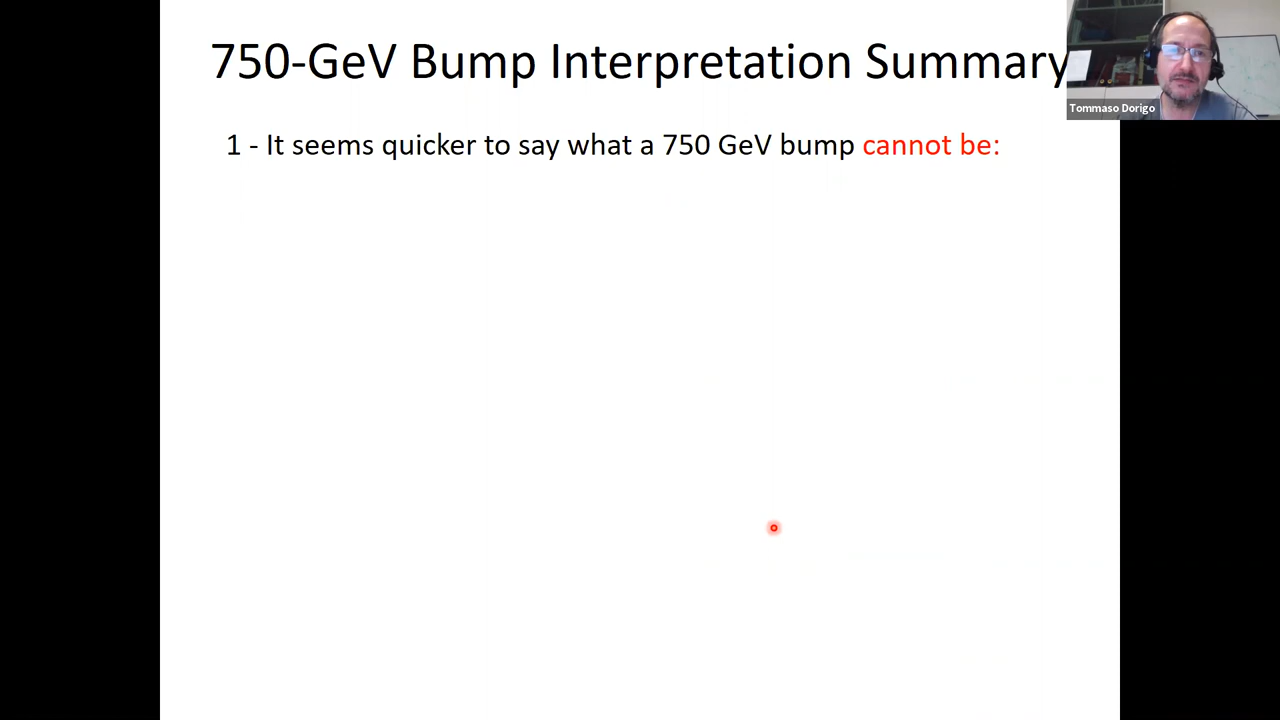 750-GeV Bump Interpretation Summary
Tommaso Dorigo
1 - It seems quicker to say what a 750 GeV bump cannot be: